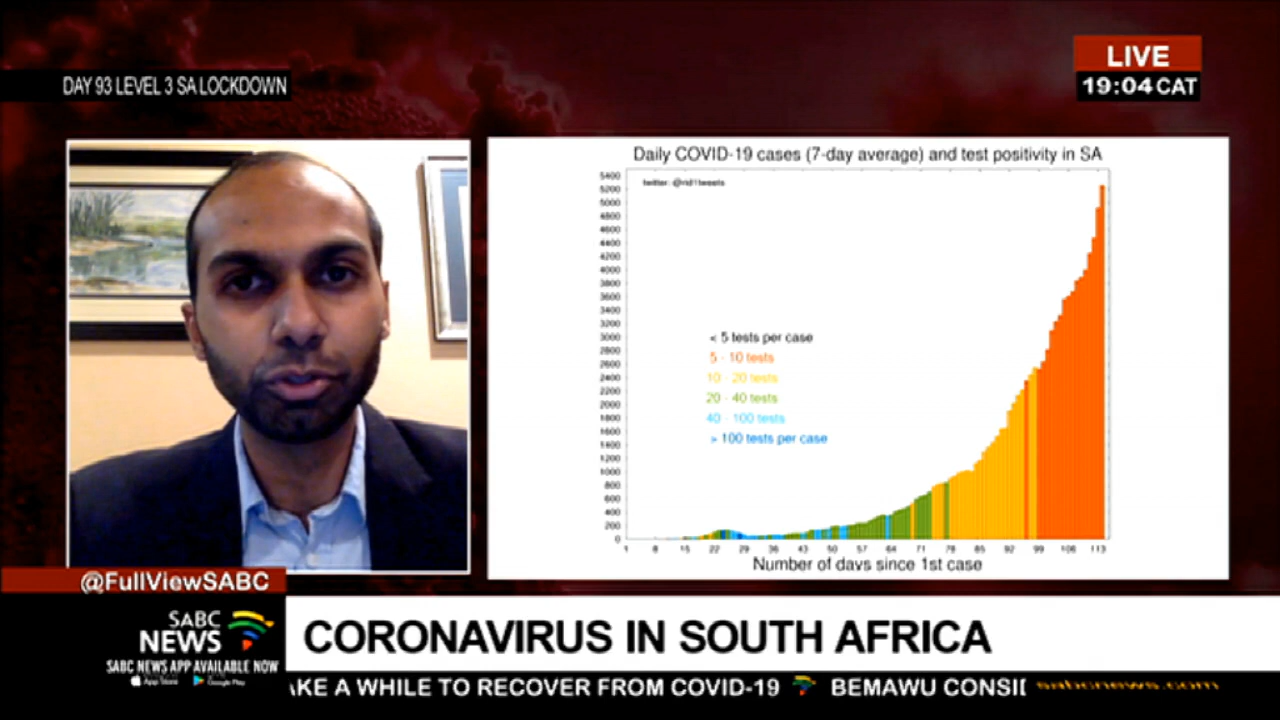 DAY 93 LEVEL 3 SA LOCKDOWN
LIVE
19:04 CAT
Daily COVID-19 cases (7-day average) and test positivity in SA
twitter: @rid1tweets
5400
5200
5000
4800
4600
4400
4200
4000
3800
3600
3400
3200
3000
2800
2600
2400
2200
2000
1800
1600
1400
1200
1000
800
600
400
200
0
< 5 tests per case
5 - 10 tests
10 - 20 tests
20 - 40 tests
40 - 100 tests
> 100 tests per case
1 8 15 22 29 36 43 50 57 64 71 78 85 92 99 106 113
Number of days since 1st case
@FullViewSABC
SABC
NEWS
SABC NEWS APP AVAILABLE NOW
App Store Google Play
CORONAVIRUS IN SOUTH AFRICA
AKE A WHILE TO RECOVER FROM COVID-19 BEMAWU CONSI
sabcnews.com